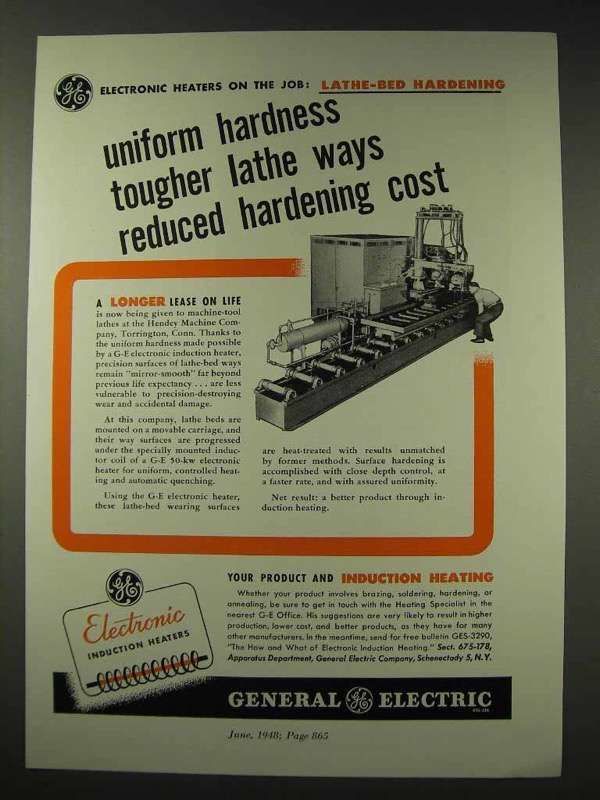 GE ELECTRONIC HEATERS ON THE JOB: LATHE-BED HARDENING
uniform hardness
tougher lathe ways
reduced hardening cost
A LONGER LEASE ON LIFE
is now being given to machine-tool
lathes at the Hendey Machine Com-
pany, Torrington, Conn. Thanks to
the uniform hardness made possible
by a G-E electronic induction heater,
precision surfaces of lathe-bed ways
remain "mirror-smooth" far beyond
previous life expectancy . . . are less
vulnerable to precision-destroying
wear and accidental damage.
At this company, lathe beds are
mounted on a movable carriage, and
their way surfaces are progressed
under the specially mounted induc-
tor coil of a G-E 50-kw electronic
heater for uniform, controlled heat-
ing and automatic quenching.
Using the G-E electronic heater,
these lathe-bed wearing surfaces
are heat-treated with results unmatched
by former methods. Surface hardening is
accomplished with close depth control, at
a faster rate, and with assured uniformity.
Net result: a better product through in-
duction heating.
GE
Electronic
INDUCTION HEATERS
YOUR PRODUCT AND INDUCTION HEATING
Whether your product involves brazing, soldering, hardening, or
annealing, be sure to get in touch with the Heating Specialist in the
nearest G-E Office. His suggestions are very likely to result in higher
production, lower cost, and better products, as they have for many
other manufacturers. In the meantime, send for free bulletin GES-3290,
"The How and What of Electronic Induction Heating." Sect. 675-178,
Apparatus Department, General Electric Company, Schenectady 5, N.Y.
GENERAL GE ELECTRIC
June, 1948; Page 865